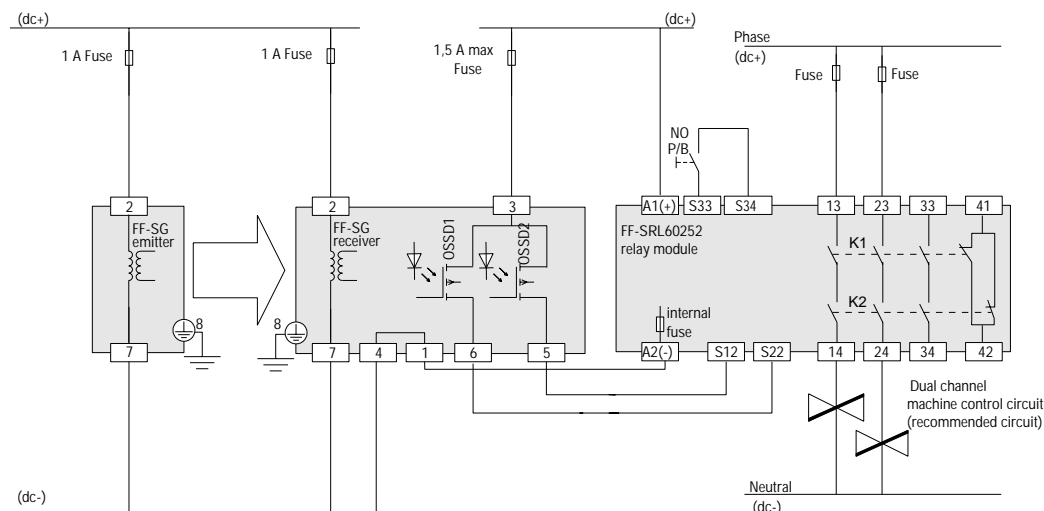 (dc+)
(dc+)
Phase
(dc+)
1 A Fuse
1 A Fuse
1,5 A max
Fuse
Fuse
Fuse
NO
P/B
2
2
3
A1(+)
S33
S34
13
23
33
41
FF-SG
emitter
FF-SG
receiver
OSSD1
OSSD2
FF-SRL60252
relay module
K1
K2
internal
fuse
8
8
7
7
4
1
6
5
A2(-)
S12
S22
14
24
34
42
Dual channel
machine control circuit
(recommended circuit)
Neutral
(dc-)
(dc-)